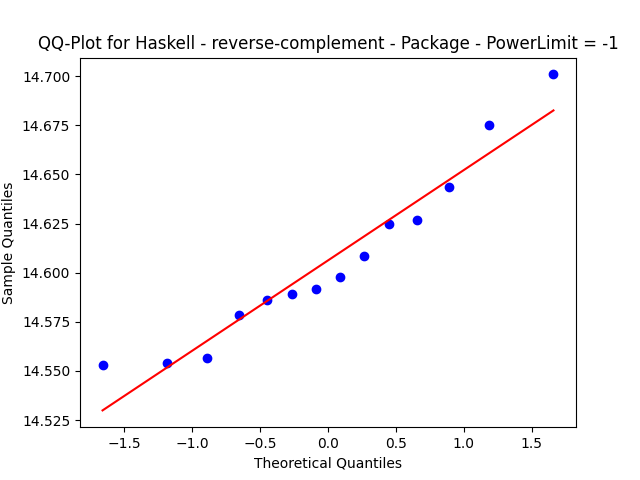 QQ-Plot for Haskell - reverse-complement - Package - PowerLimit = -1
14.700
14.675
14.650
14.625
14.600
14.575
14.550
14.525
Sample Quantiles
−1.5 −1.0 −0.5 0.0 0.5 1.0 1.5
Theoretical Quantiles